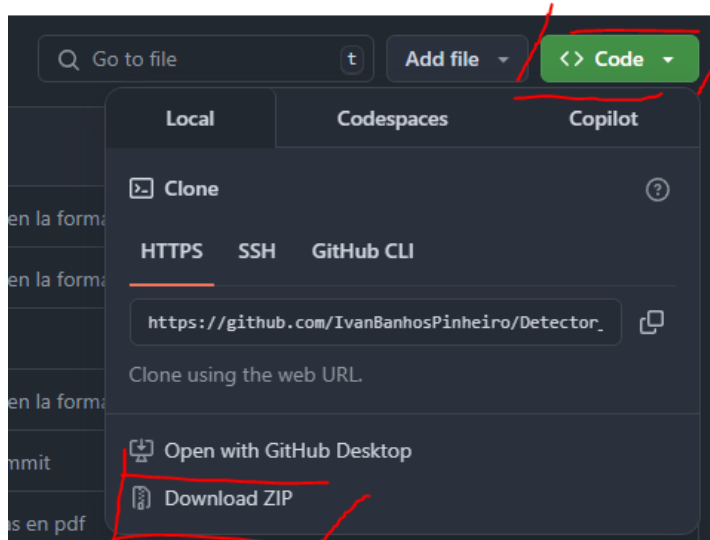 Go to file t Add file <> Code
Local Codespaces Copilot
Clone
en la forma
HTTPS SSH GitHub CLI
en la forma
https://github.com/IvanBanhosPinheiro/Detector_
Clone using the web URL.
en la forma
Open with GitHub Desktop
mmit
Download ZIP
as en pdf